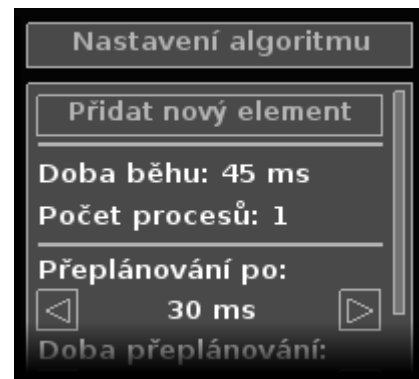 Nastavení algoritmu
Přidat nový element
Doba běhu: 45 ms
Počet procesů: 1
Přeplánování po:
30 ms
Doba přeplánování: